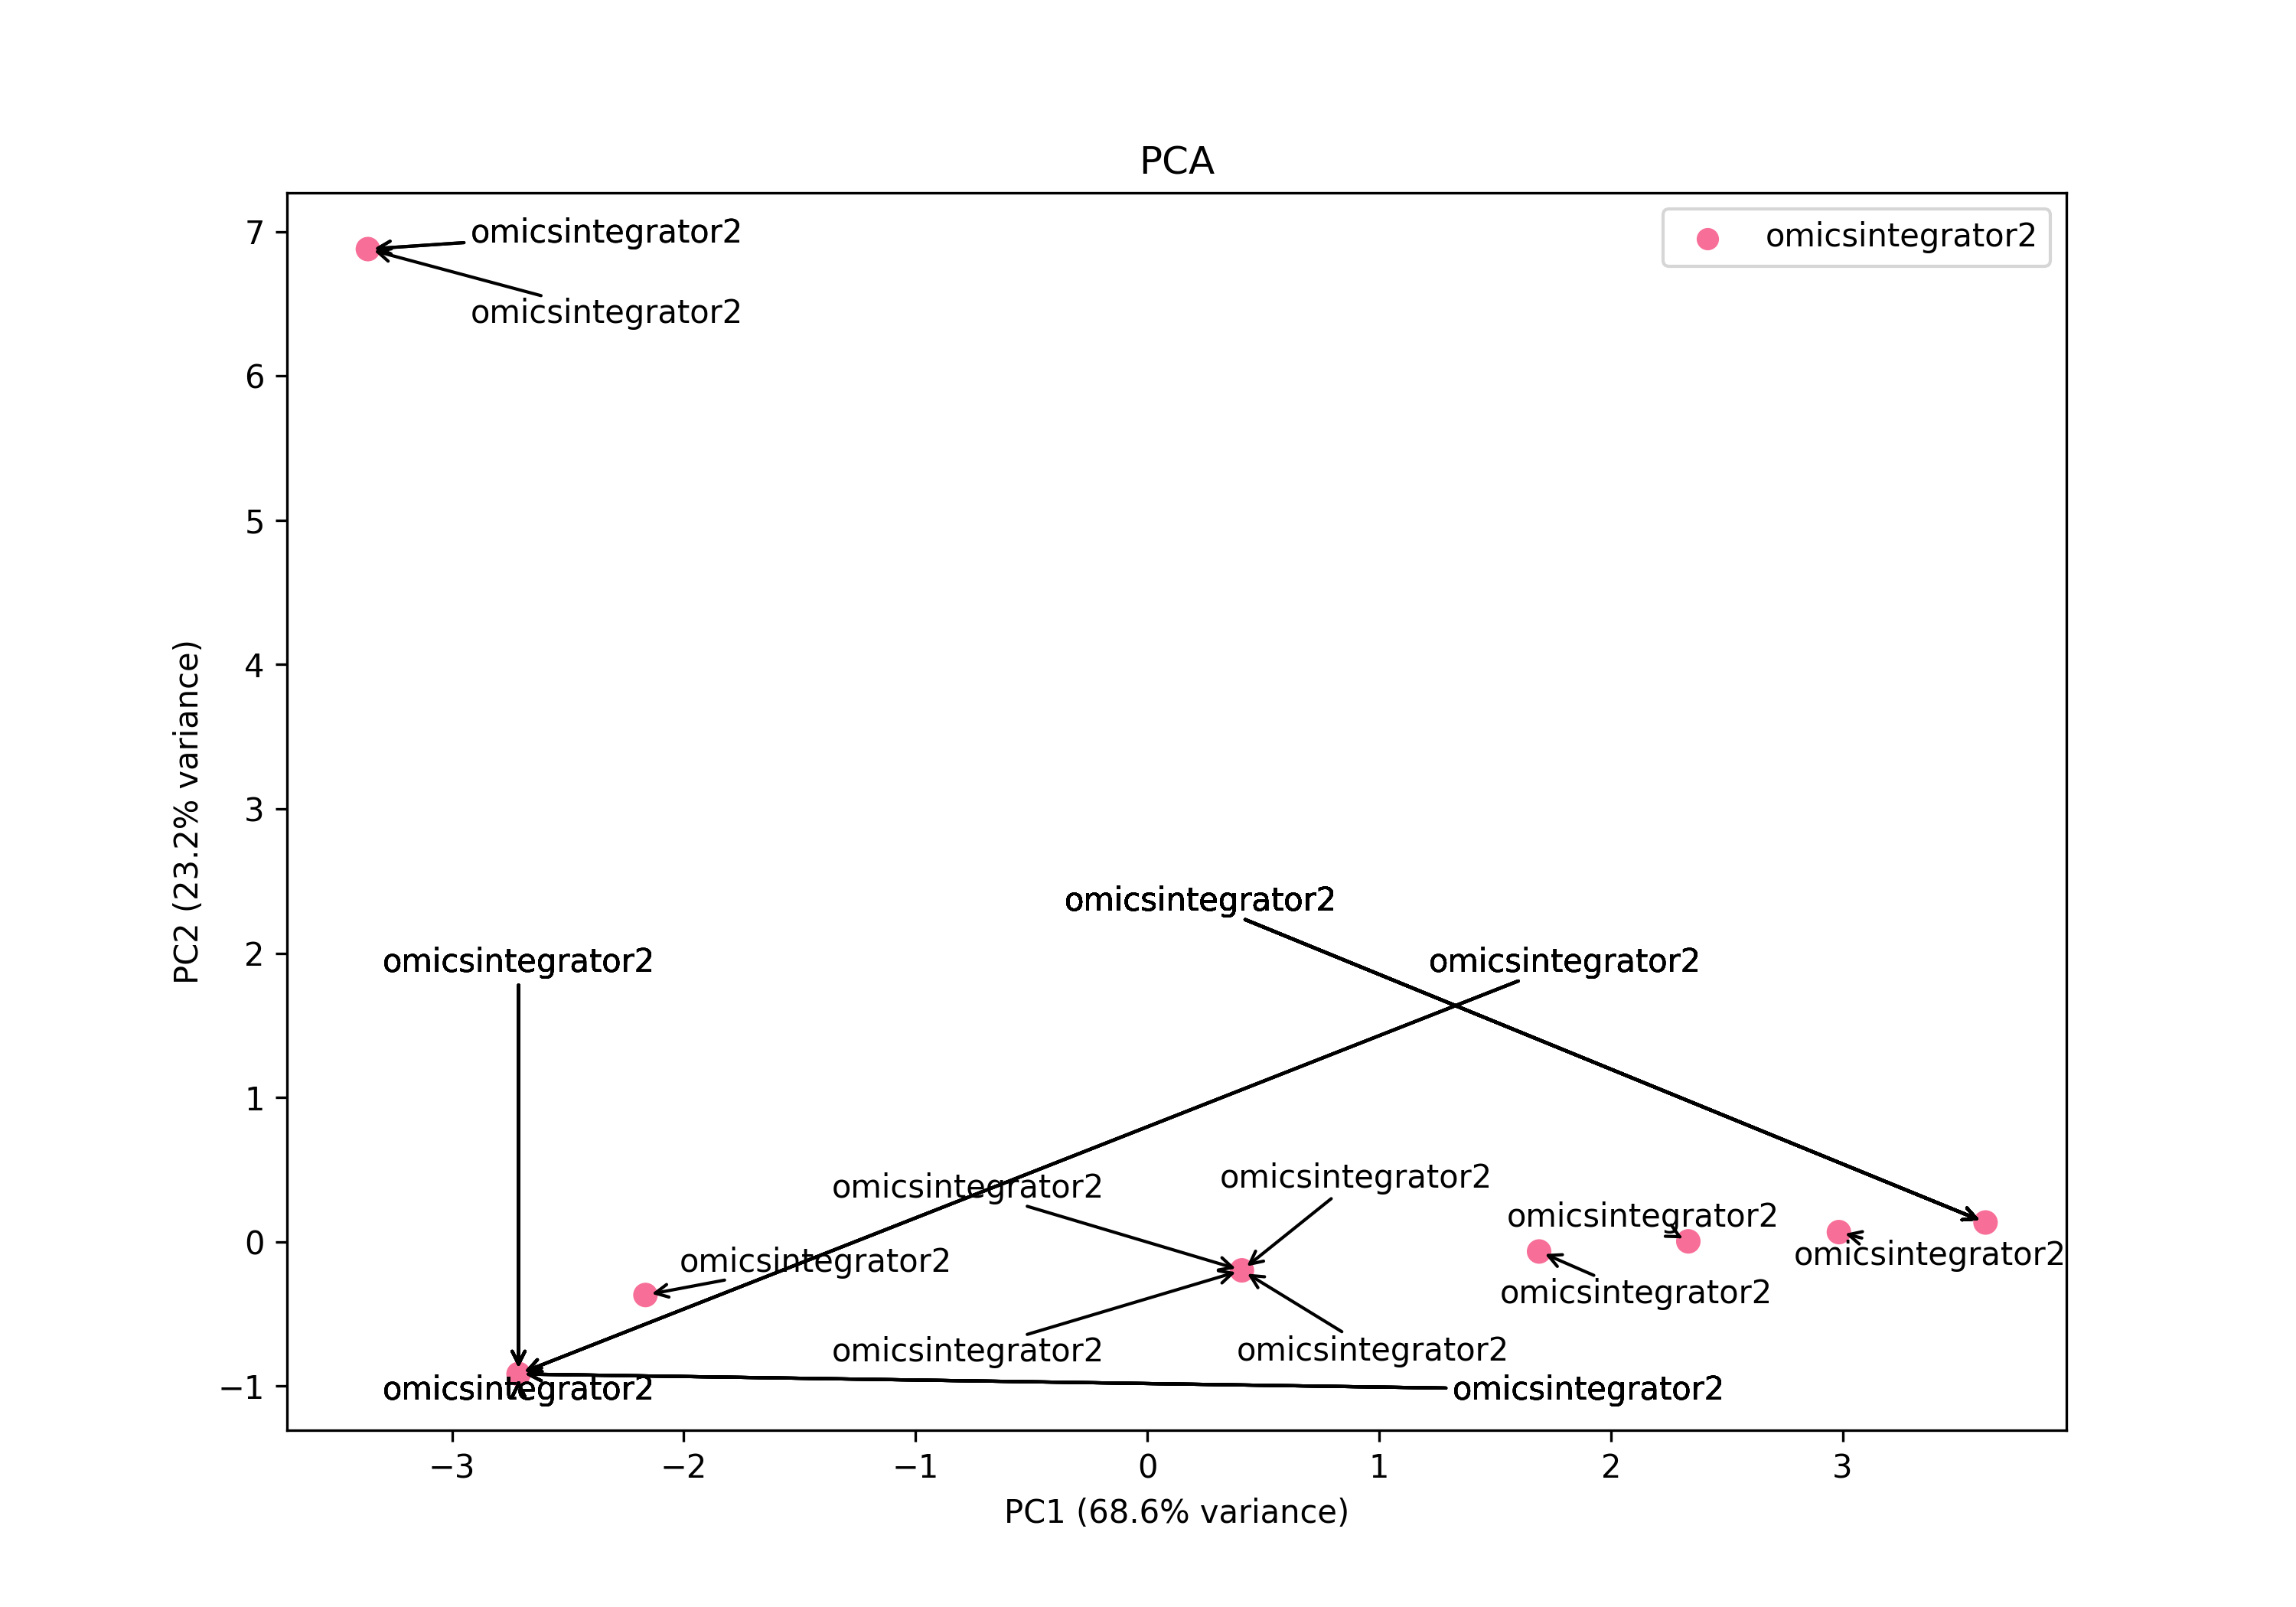 PCA
omicsintegrator2
omicsintegrator2
omicsintegrator2
7
6
5
4
3
2
1
0
−1
PC2 (23.2% variance)
omicsintegrator2
omicsintegrator2
omicsintegrator2
omicsintegrator2
omicsintegrator2
omicsintegrator2
omicsintegrator2
omicsintegrator2
omicsintegrator2
omicsintegrator2
omicsintegrator2
omicsintegrator2
omicsintegrator2
−3
−2
−1
0
1
2
3
PC1 (68.6% variance)